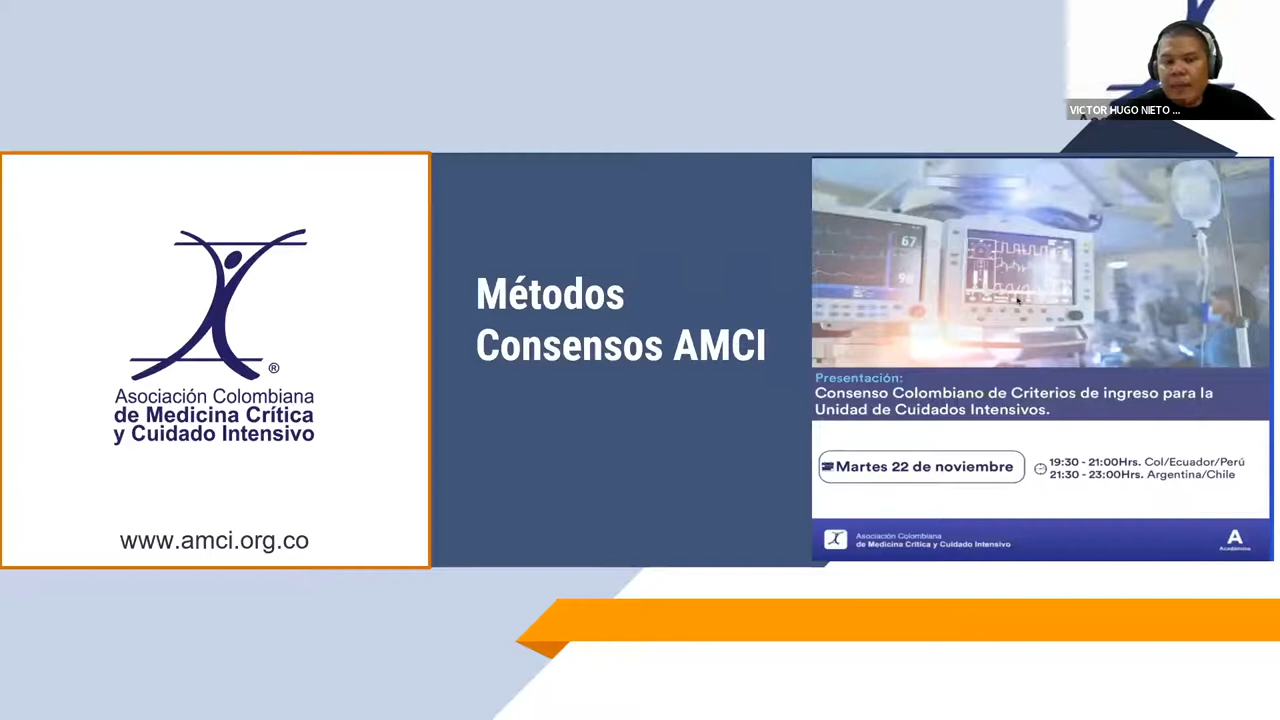 VICTOR HUGO NIETO ...
®
Asociación Colombiana
de Medicina Crítica
y Cuidado Intensivo
www.amci.org.co
Métodos
Consensos AMCI
67
Presentación:
Consenso Colombiano de Criterios de ingreso para la
Unidad de Cuidados Intensivos.
Martes 22 de noviembre
19:30 - 21:00Hrs. Col/Ecuador/Perú
21:30 - 23:00Hrs. Argentina/Chile
Asociación Colombiana
de Medicina Crítica y Cuidado Intensivo
A
Académica